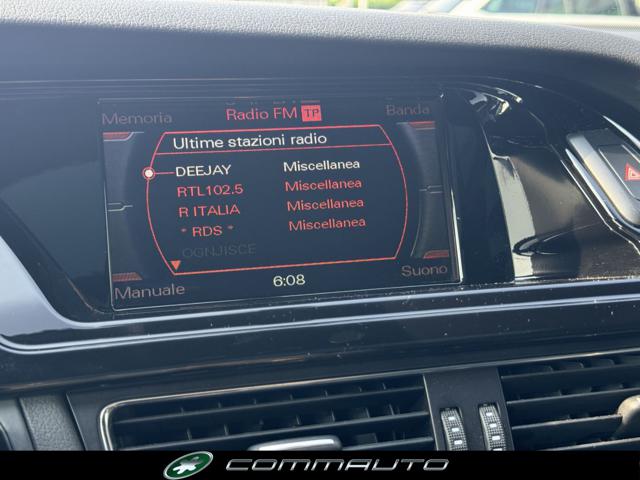 Memoria Radio FM TP Banda
Ultime stazioni radio
DEEJAY Miscellanea
RTL102.5 Miscellanea
R ITALIA Miscellanea
* RDS * Miscellanea
OGNJISCE
Manuale 6:08 Suono
COMMAUTO